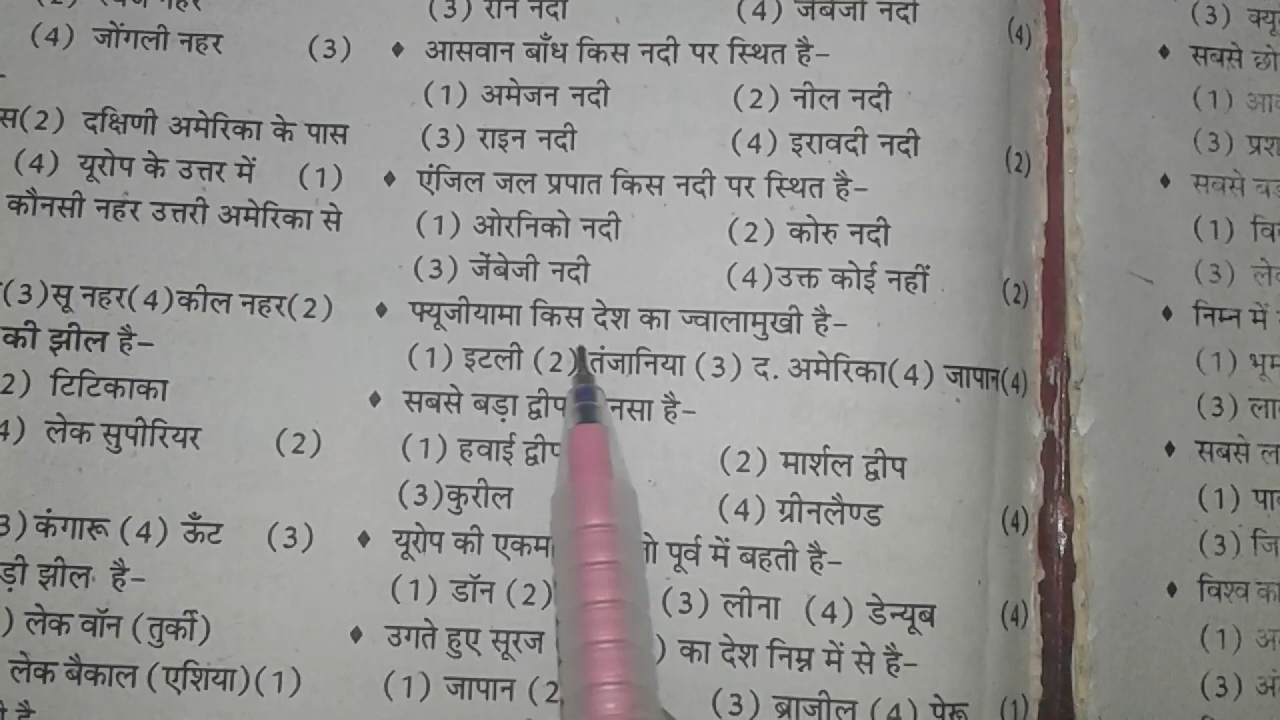 (4) जोंगली नहर (3)
स(2) दक्षिणी अमेरिका के पास
(4) यूरोप के उत्तर में (1)
कौनसी नहर उत्तरी अमेरिका से
(3)सू नहर(4)कील नहर(2)
की झील है–
2) टिटिकाका
4) लेक सुपीरियर (2)
3) कंगारू (4) ऊँट (3)
ड़ी झील है–
) लेक वॉन (तुर्की)
लेक बैकाल (एशिया)(1)
(3) रान नदी (4) जेंबेजी नदी (4)
♦ आसवान बाँध किस नदी पर स्थित है–
(1) अमेजन नदी (2) नील नदी
(3) राइन नदी (4) इरावदी नदी (2)
♦ एंजिल जल प्रपात किस नदी पर स्थित है–
(1) ओरनिको नदी (2) कोरु नदी
(3) जेंबेजी नदी (4)उक्त कोई नहीं (2)
♦ फ्यूजीयामा किस देश का ज्वालामुखी है–
(1) इटली (2) तंजानिया (3) द. अमेरिका(4) जापान(4)
♦ सबसे बड़ा द्वीप नसा है–
(1) हवाई द्वीप (2) मार्शल द्वीप
(3)कुरील (4) ग्रीनलैण्ड (4)
♦ यूरोप की एकम पूर्व में बहती है–
(1) डॉन (2) (3) लीना (4) डेन्यूब (4)
♦ उगते हुए सूरज ) का देश निम्न में से है–
(1) जापान (2 (3) ब्राजील (4) पेरू (1)
(3) क्यू
♦ सबसे छो
(1) आ
(3) प्रश
♦ सबसे ब
(1) वि
(3) ले
♦ निम्न में
(1) भूम
(3) ला
♦ सबसे ल
(1) पा
(3) जि
♦ विश्व का
(1) अ
(3) अं